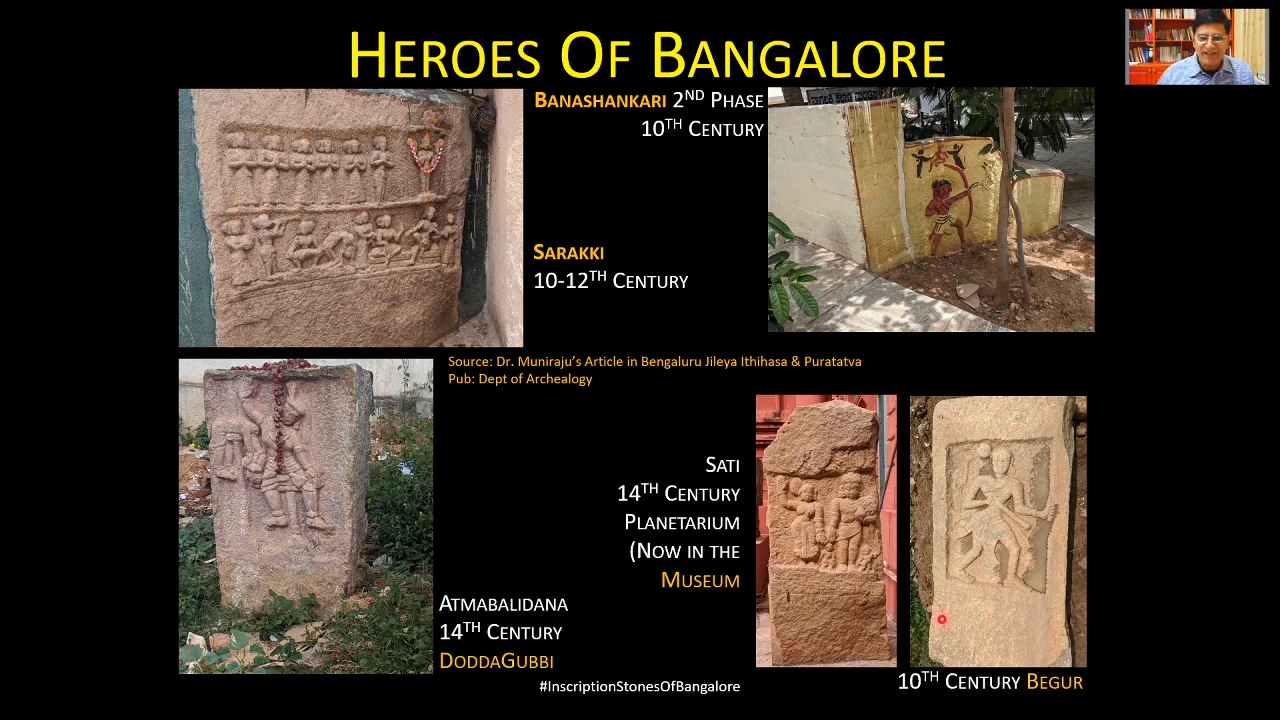 HEROES OF BANGALORE
BANASHANKARI 2ND PHASE
10TH CENTURY
SARAKKI
10-12TH CENTURY
Source: Dr. Muniraju's Article in Bengaluru Jileya Ithihasa & Puratatva
Pub: Dept of Archealogy
SATI
14TH CENTURY
PLANETARIUM
(NOW IN THE
MUSEUM
ATMABALIDANA
14TH CENTURY
DODDAGUBBI
#InscriptionStonesOfBangalore
10TH CENTURY BEGUR